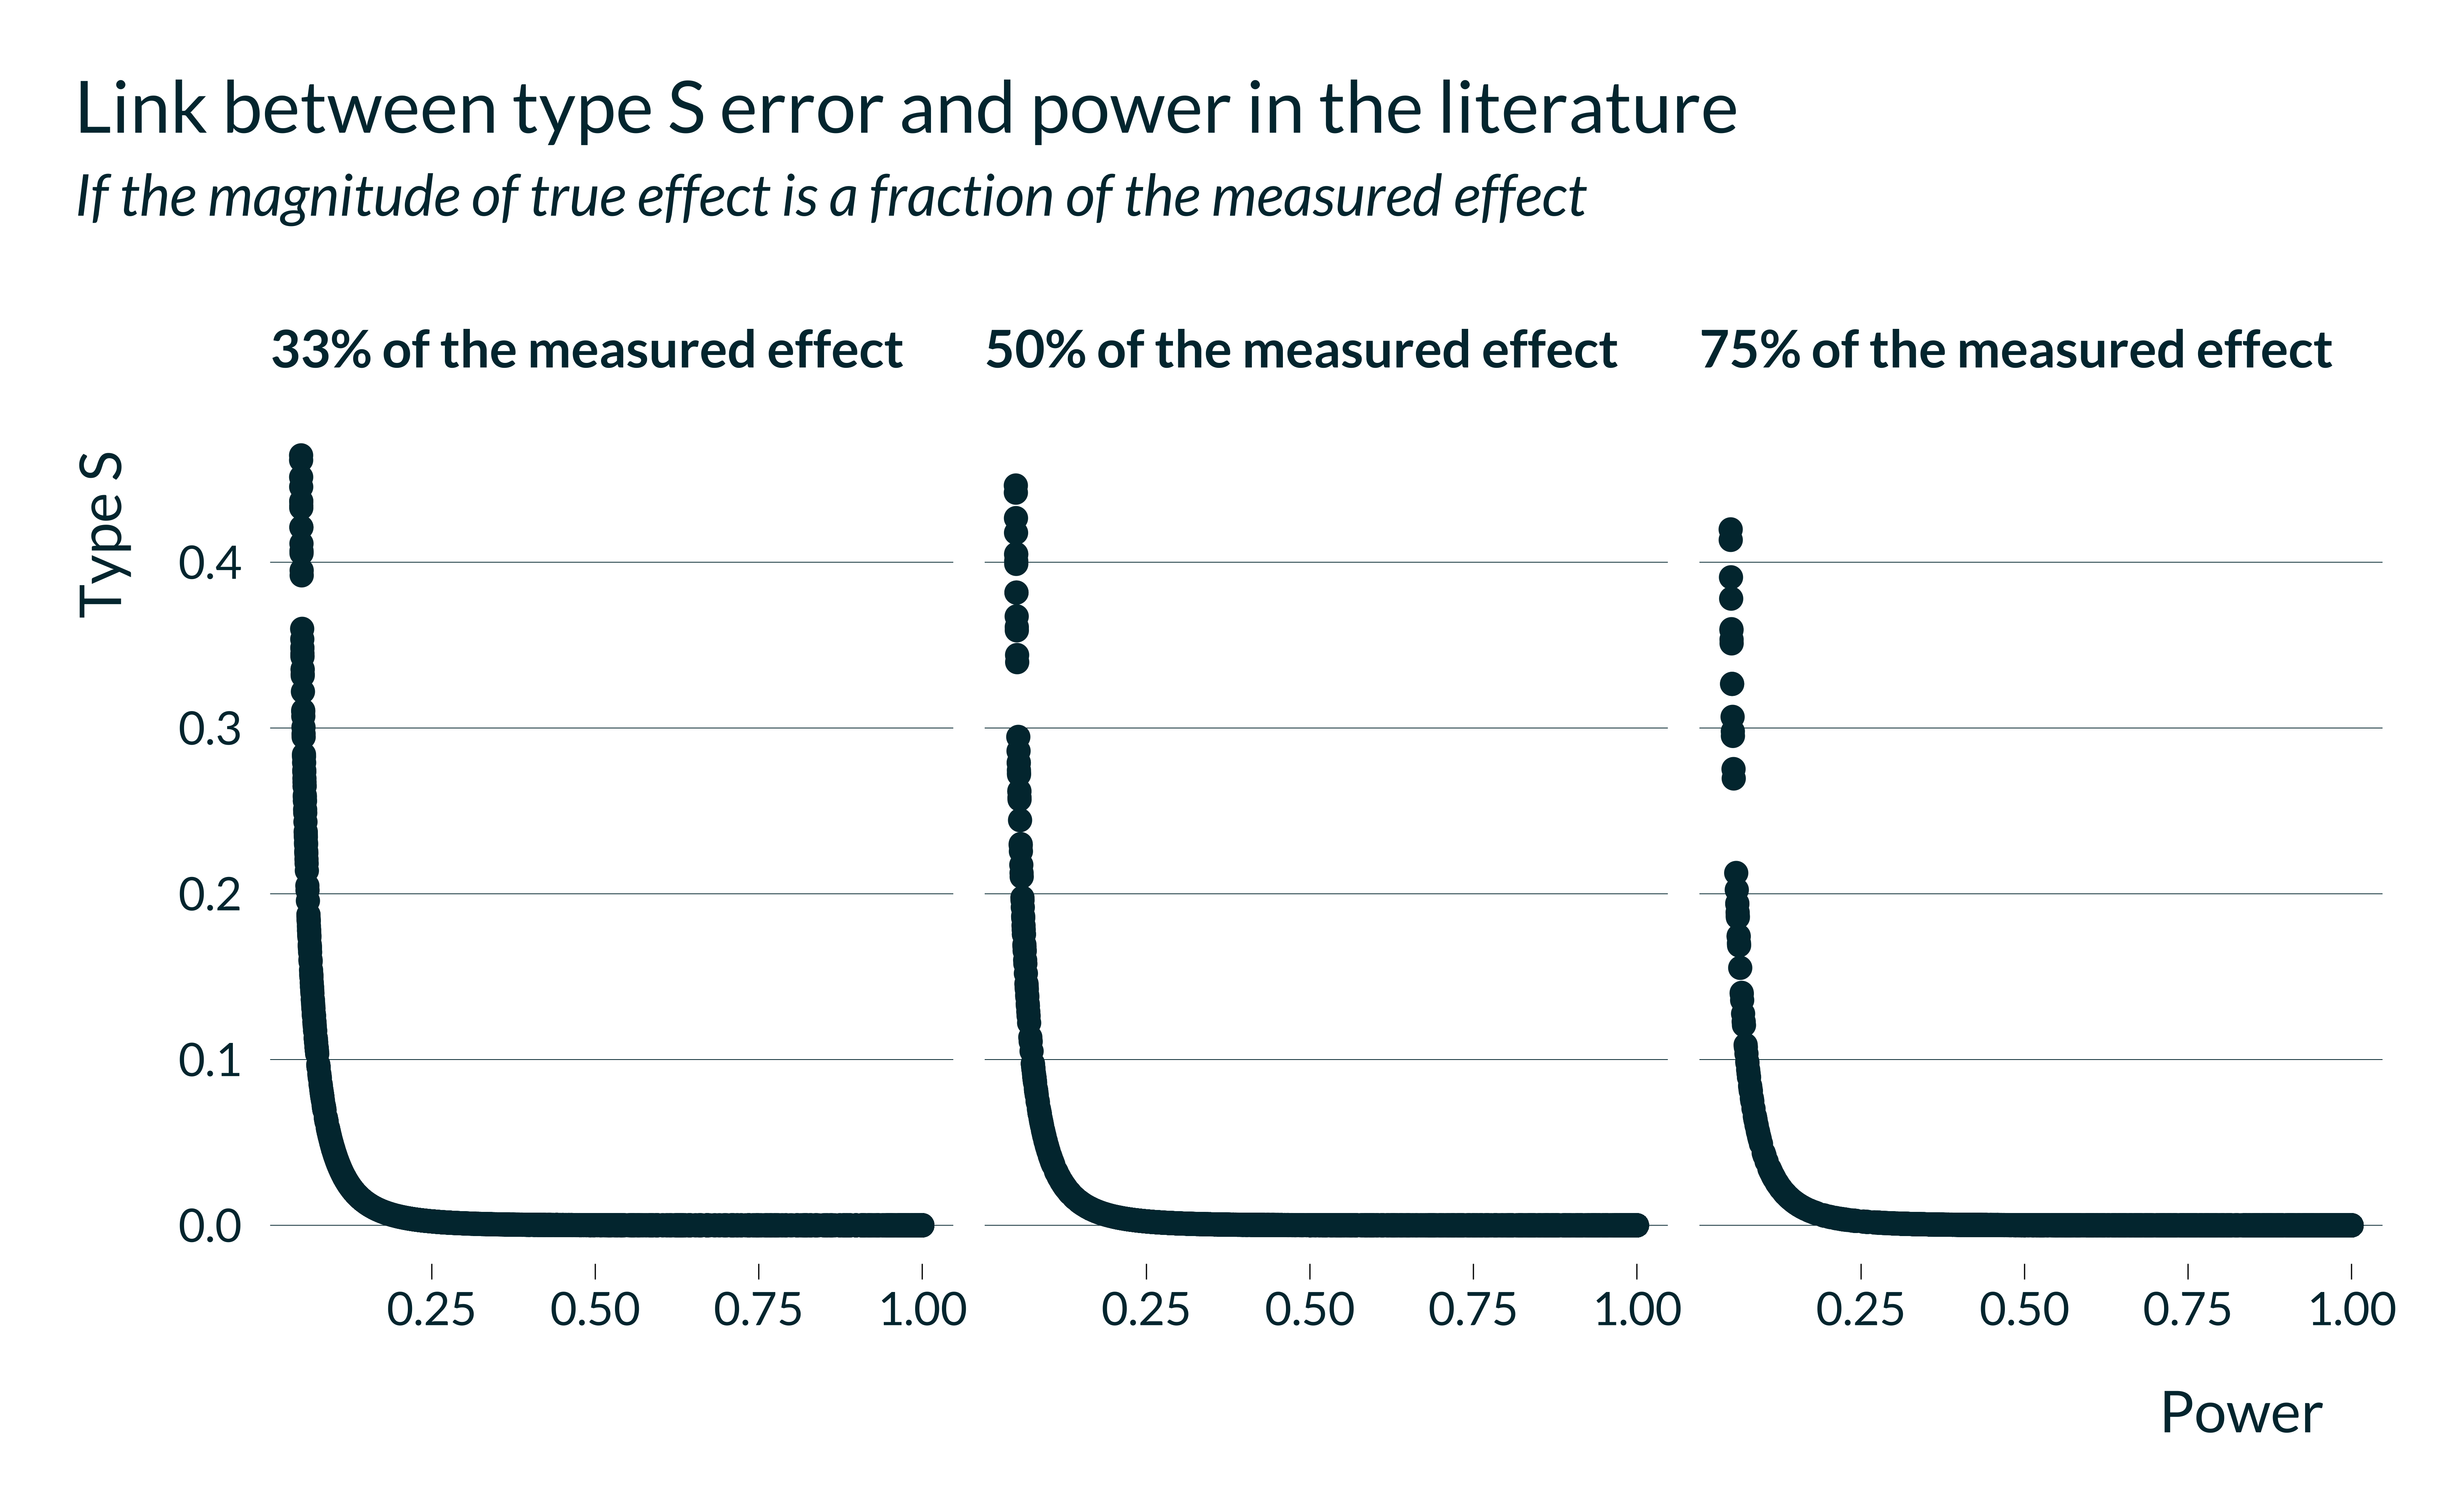 Link between type S error and power in the literature
If the magnitude of true effect is a fraction of the measured effect
33% of the measured effect
50% of the measured effect
75% of the measured effect
Type S
0.4
0.3
0.2
0.1
0.0
0.25 0.50 0.75 1.00
0.25 0.50 0.75 1.00
0.25 0.50 0.75 1.00
Power